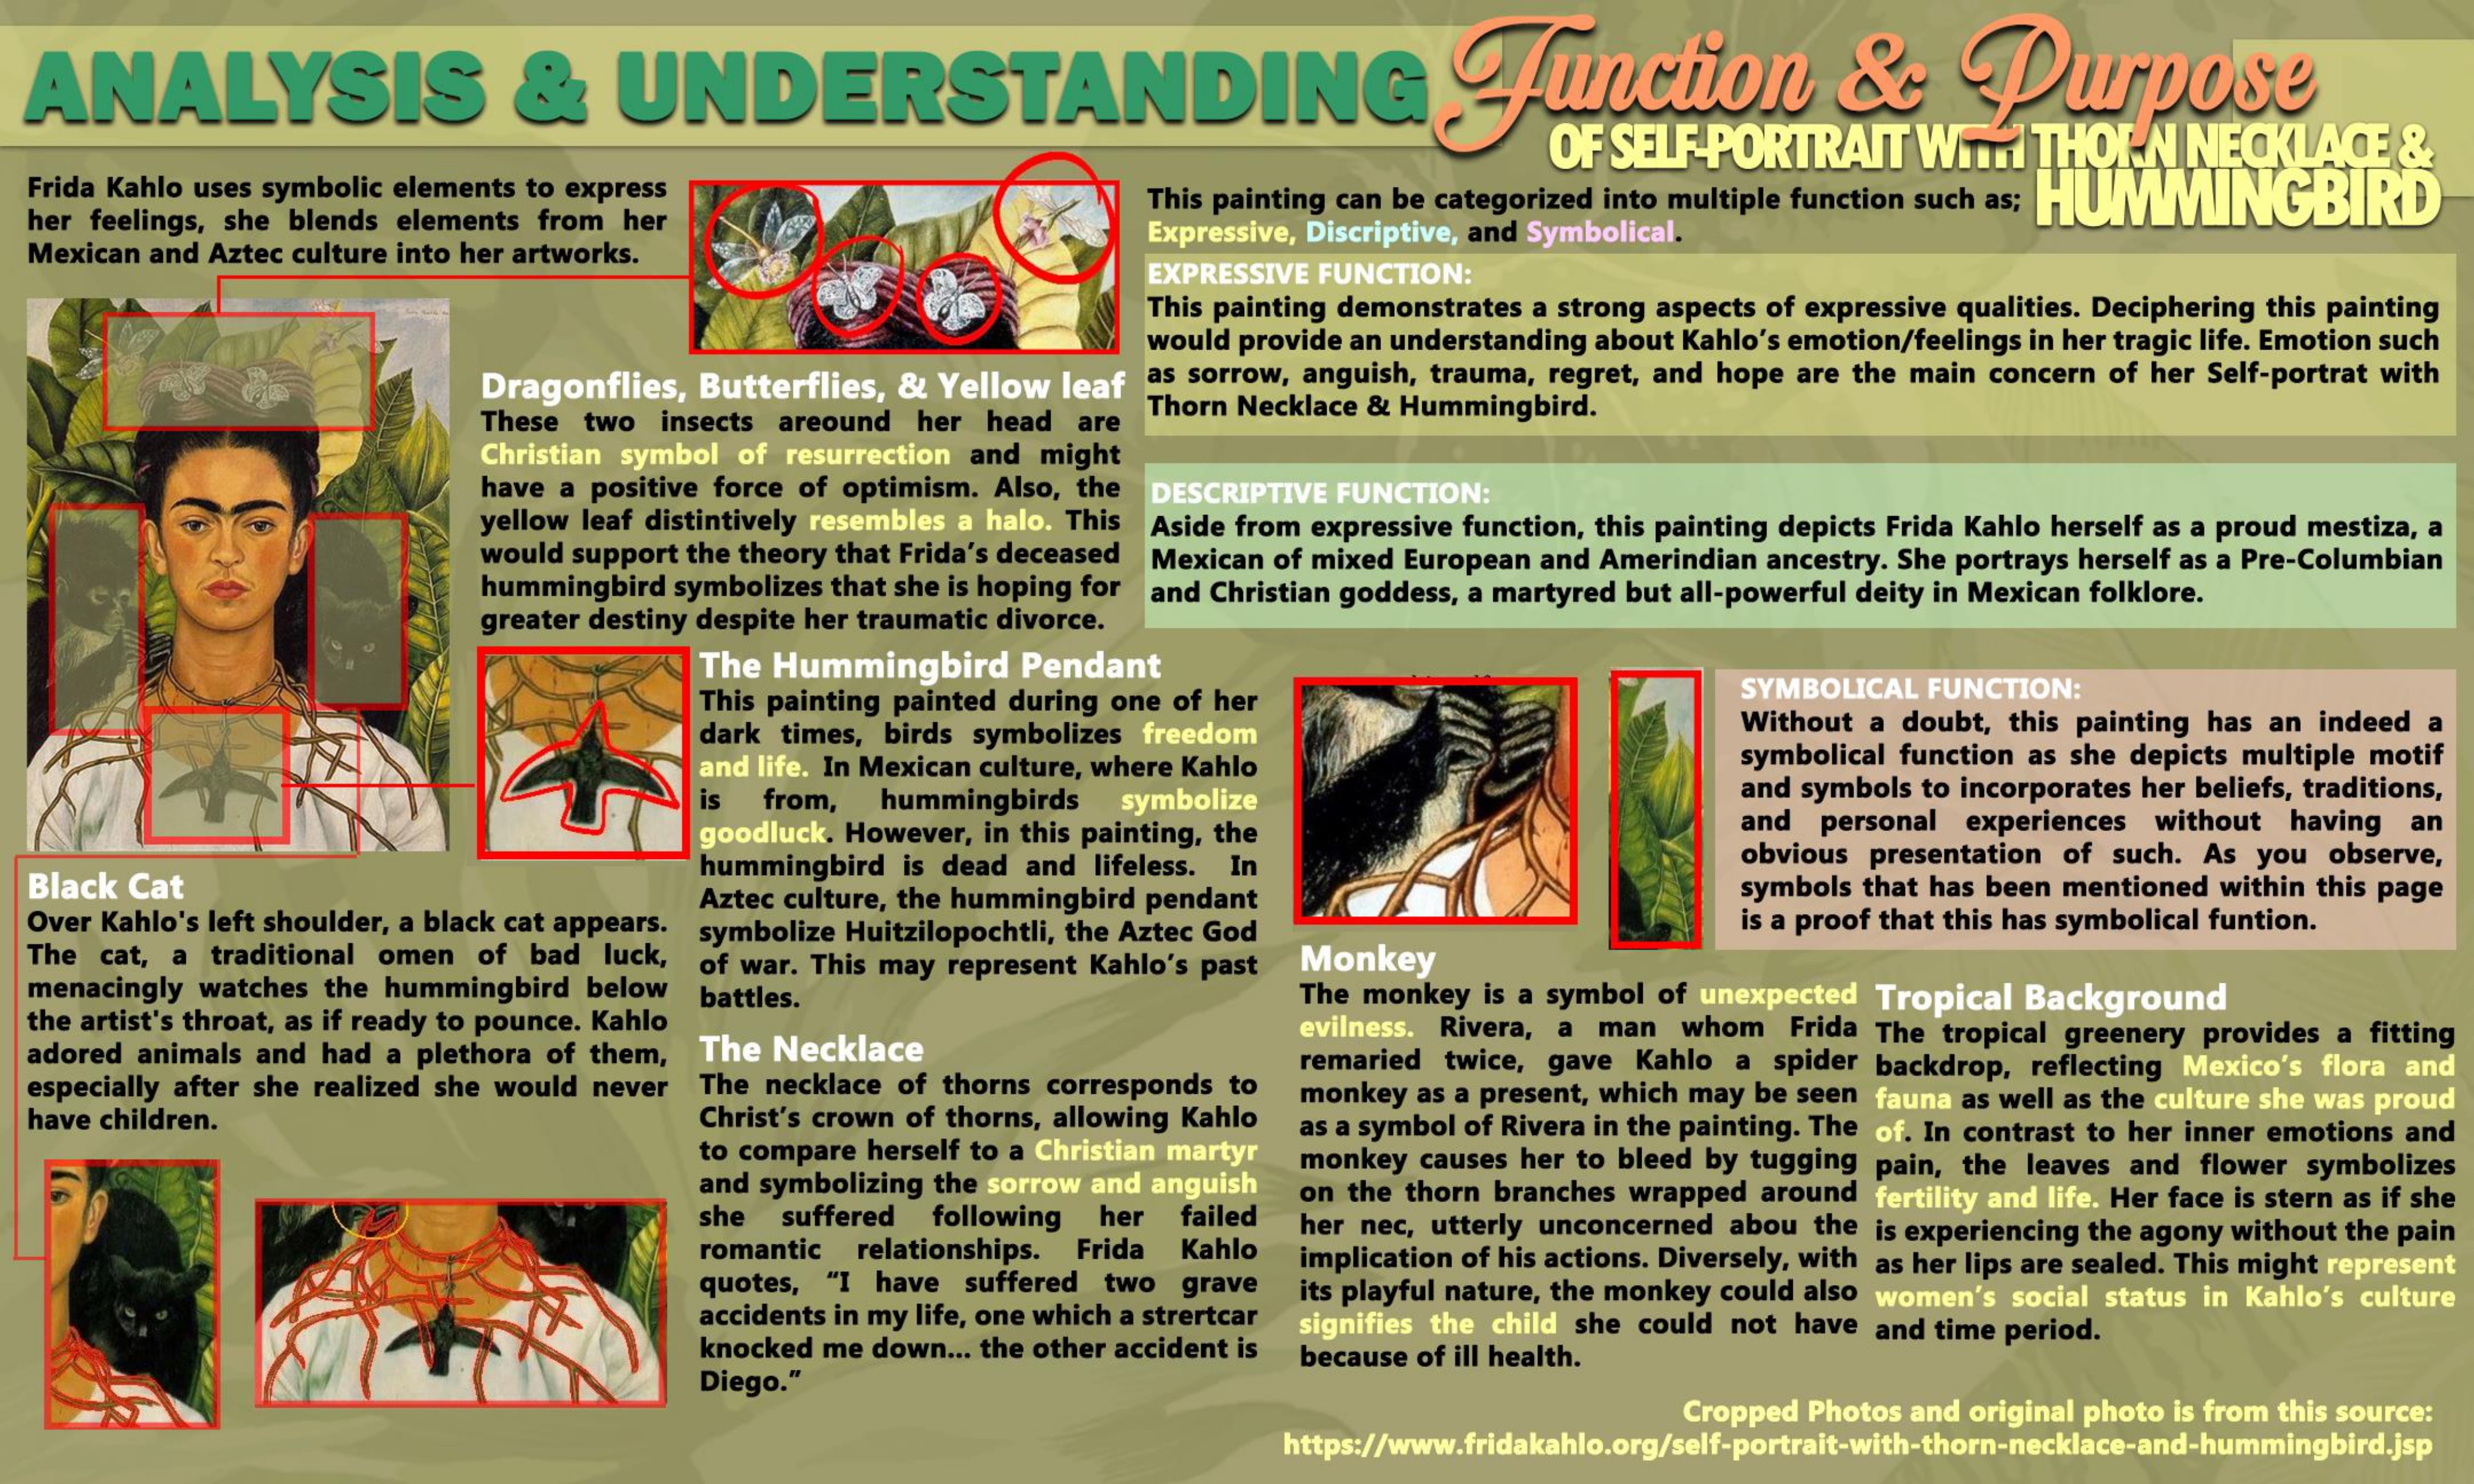 ANALYSIS & UNDERSTANDING
Function & Purpose
OF SELF-PORTRAIT WITH THORN NECKLACE &
HUMMINGBIRD
Frida Kahlo uses symbolic elements to express
her feelings, she blends elements from her
Mexican and Aztec culture into her artworks.
Dragonflies, Butterflies, & Yellow leaf
These two insects areound her head are
Christian symbol of resurrection and might
have a positive force of optimism. Also, the
yellow leaf distintively resembles a halo. This
would support the theory that Frida's deceased
hummingbird symbolizes that she is hoping for
greater destiny despite her traumatic divorce.
The Hummingbird Pendant
This painting painted during one of her
dark times, birds symbolizes freedom
and life. In Mexican culture, where Kahlo
is from, hummingbirds symbolize
goodluck. However, in this painting, the
hummingbird is dead and lifeless. In
Aztec culture, the hummingbird pendant
symbolize Huitzilopochtli, the Aztec God
of war. This may represent Kahlo's past
battles.
Black Cat
Over Kahlo's left shoulder, a black cat appears.
The cat, a traditional omen of bad luck,
menacingly watches the hummingbird below
the artist's throat, as if ready to pounce. Kahlo
adored animals and had a plethora of them,
especially after she realized she would never
have children.
The Necklace
The necklace of thorns corresponds to
Christ's crown of thorns, allowing Kahlo
to compare herself to a Christian martyr
and symbolizing the sorrow and anguish
she suffered following her failed
romantic relationships. Frida Kahlo
quotes, “I have suffered two grave
accidents in my life, one which a strertcar
knocked me down... the other accident is
Diego.”
This painting can be categorized into multiple function such as;
Expressive, Discriptive, and Symbolical.
EXPRESSIVE FUNCTION:
This painting demonstrates a strong aspects of expressive qualities. Deciphering this painting
would provide an understanding about Kahlo's emotion/feelings in her tragic life. Emotion such
as sorrow, anguish, trauma, regret, and hope are the main concern of her Self-portrat with
Thorn Necklace & Hummingbird.
DESCRIPTIVE FUNCTION:
Aside from expressive function, this painting depicts Frida Kahlo herself as a proud mestiza, a
Mexican of mixed European and Amerindian ancestry. She portrays herself as a Pre-Columbian
and Christian goddess, a martyred but all-powerful deity in Mexican folklore.
SYMBOLICAL FUNCTION:
Without a doubt, this painting has an indeed a
symbolical function as she depicts multiple motif
and symbols to incorporates her beliefs, traditions,
and personal experiences without having an
obvious presentation of such. As you observe,
symbols that has been mentioned within this page
is a proof that this has symbolical funtion.
Monkey
The monkey is a symbol of unexpected
evilness. Rivera, a man whom Frida
remaried twice, gave Kahlo a spider
monkey as a present, which may be seen
as a symbol of Rivera in the painting. The
monkey causes her to bleed by tugging
on the thorn branches wrapped around
her nec, utterly unconcerned abou the
implication of his actions. Diversely, with
its playful nature, the monkey could also
signifies the child she could not have
because of ill health.
Tropical Background
The tropical greenery provides a fitting
backdrop, reflecting Mexico's flora and
fauna as well as the culture she was proud
of. In contrast to her inner emotions and
pain, the leaves and flower symbolizes
fertility and life. Her face is stern as if she
is experiencing the agony without the pain
as her lips are sealed. This might represent
women's social status in Kahlo's culture
and time period.
Cropped Photos and original photo is from this source:
https://www.fridakahlo.org/self-portrait-with-thorn-necklace-and-hummingbird.jsp